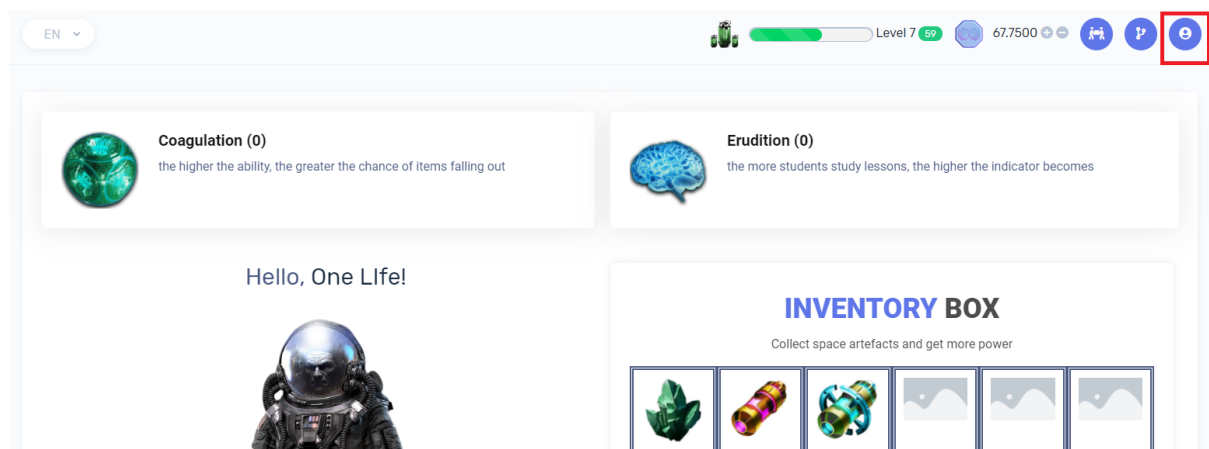 EN
Level 7 59
67.7500
Coagulation (0)
the higher the ability, the greater the chance of items falling out
Erudition (0)
the more students study lessons, the higher the indicator becomes
Hello, One LIfe!
INVENTORY BOX
Collect space artefacts and get more power